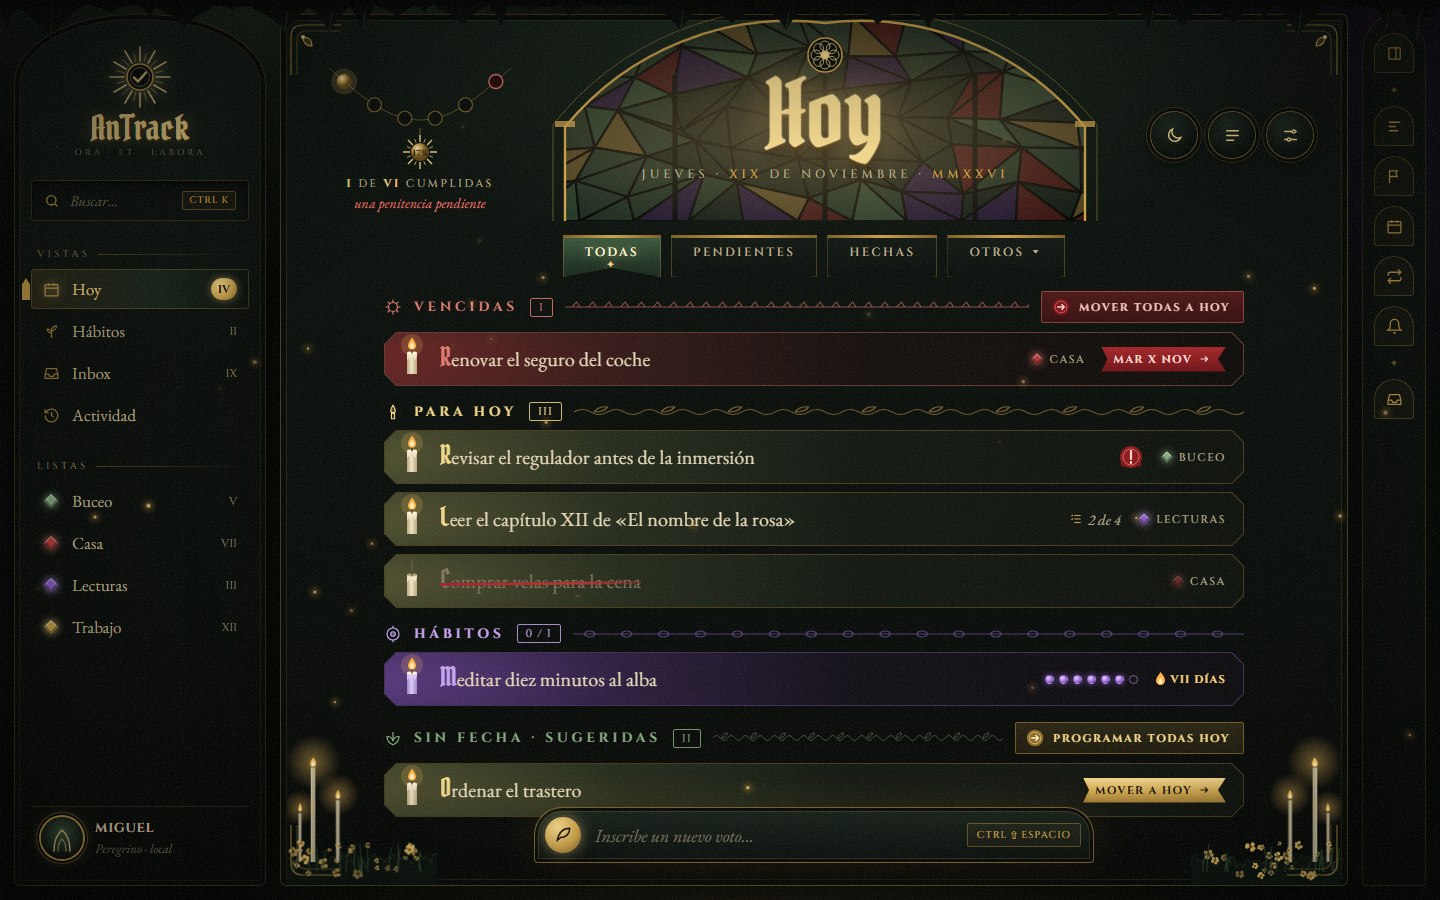 AnTrack
ORA · ET · LABORA
Buscar...
CTRL K
VISTAS
Hoy IV
Hábitos II
Inbox IX
Actividad
LISTAS
Buceo V
Casa VII
Lecturas III
Trabajo XII
MIGUEL
Peregrino · local
I DE VI CUMPLIDAS
una penitencia pendiente
Hoy
JUEVES · XIX DE NOVIEMBRE · MMXXVI
TODAS PENDIENTES HECHAS OTROS
VENCIDAS I MOVER TODAS A HOY
Renovar el seguro del coche CASA MAR X NOV →
PARA HOY III
Revisar el regulador antes de la inmersión BUCEO
Leer el capítulo XII de «El nombre de la rosa» 2 de 4 LECTURAS
Comprar velas para la cena CASA
HÁBITOS 0 / I
Meditar diez minutos al alba VII DÍAS
SIN FECHA · SUGERIDAS II PROGRAMAR TODAS HOY
Ordenar el trastero MOVER A HOY →
Inscribe un nuevo voto... CTRL ⇧ ESPACIO